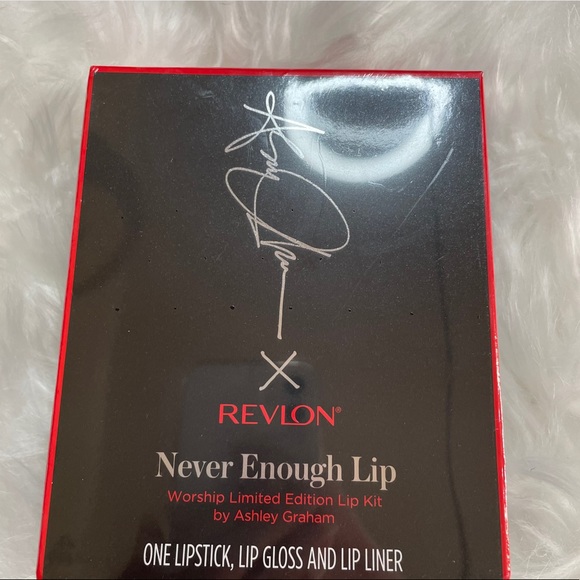 X
REVLON®
Never Enough Lip
Worship Limited Edition Lip Kit
by Ashley Graham
ONE LIPSTICK, LIP GLOSS AND LIP LINER